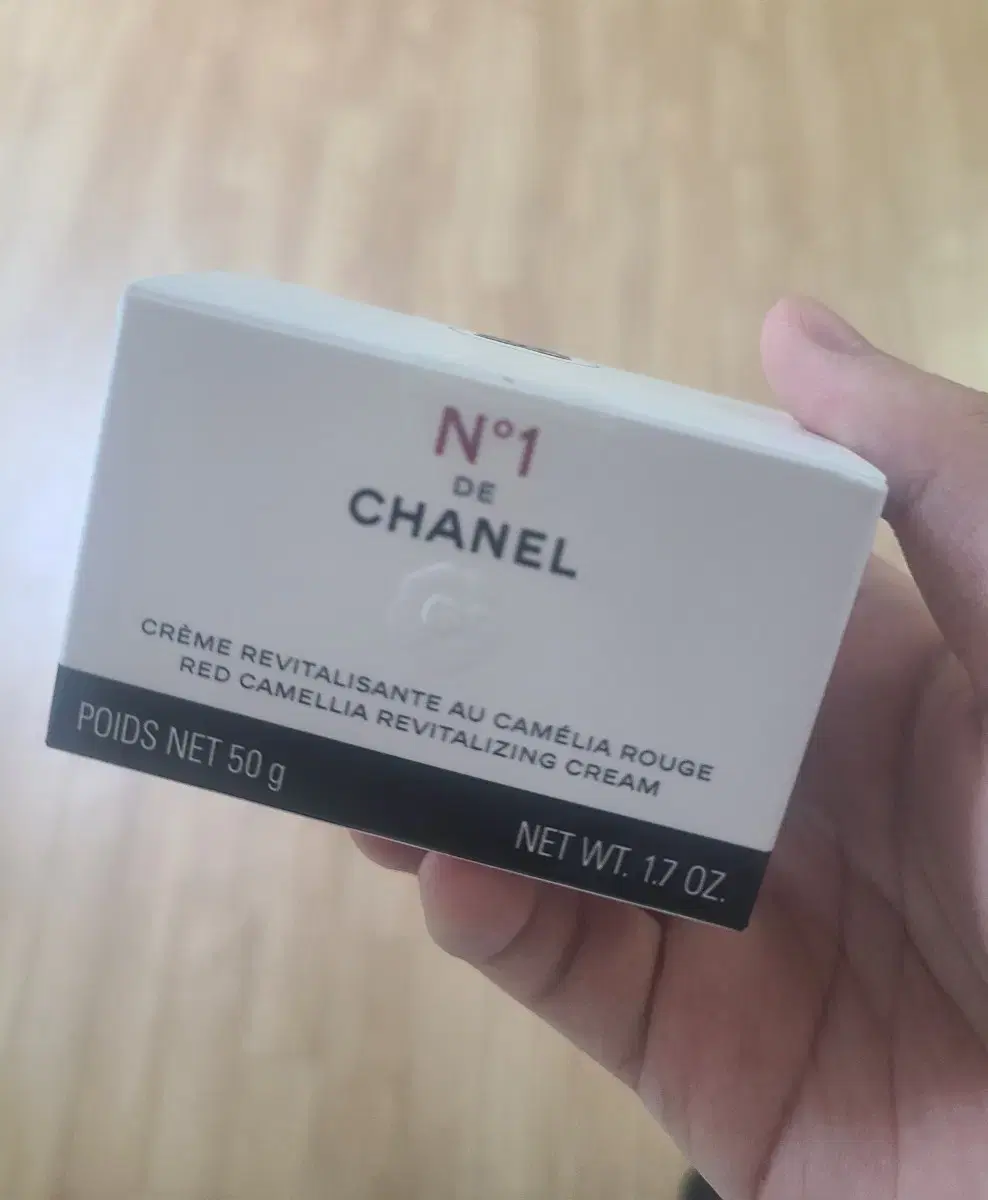 N°1
DE
CHANEL
CRÈME REVITALISANTE AU CAMÉLIA ROUGE
RED CAMELLIA REVITALIZING CREAM
POIDS NET 50 g
NET WT. 1.7 OZ.